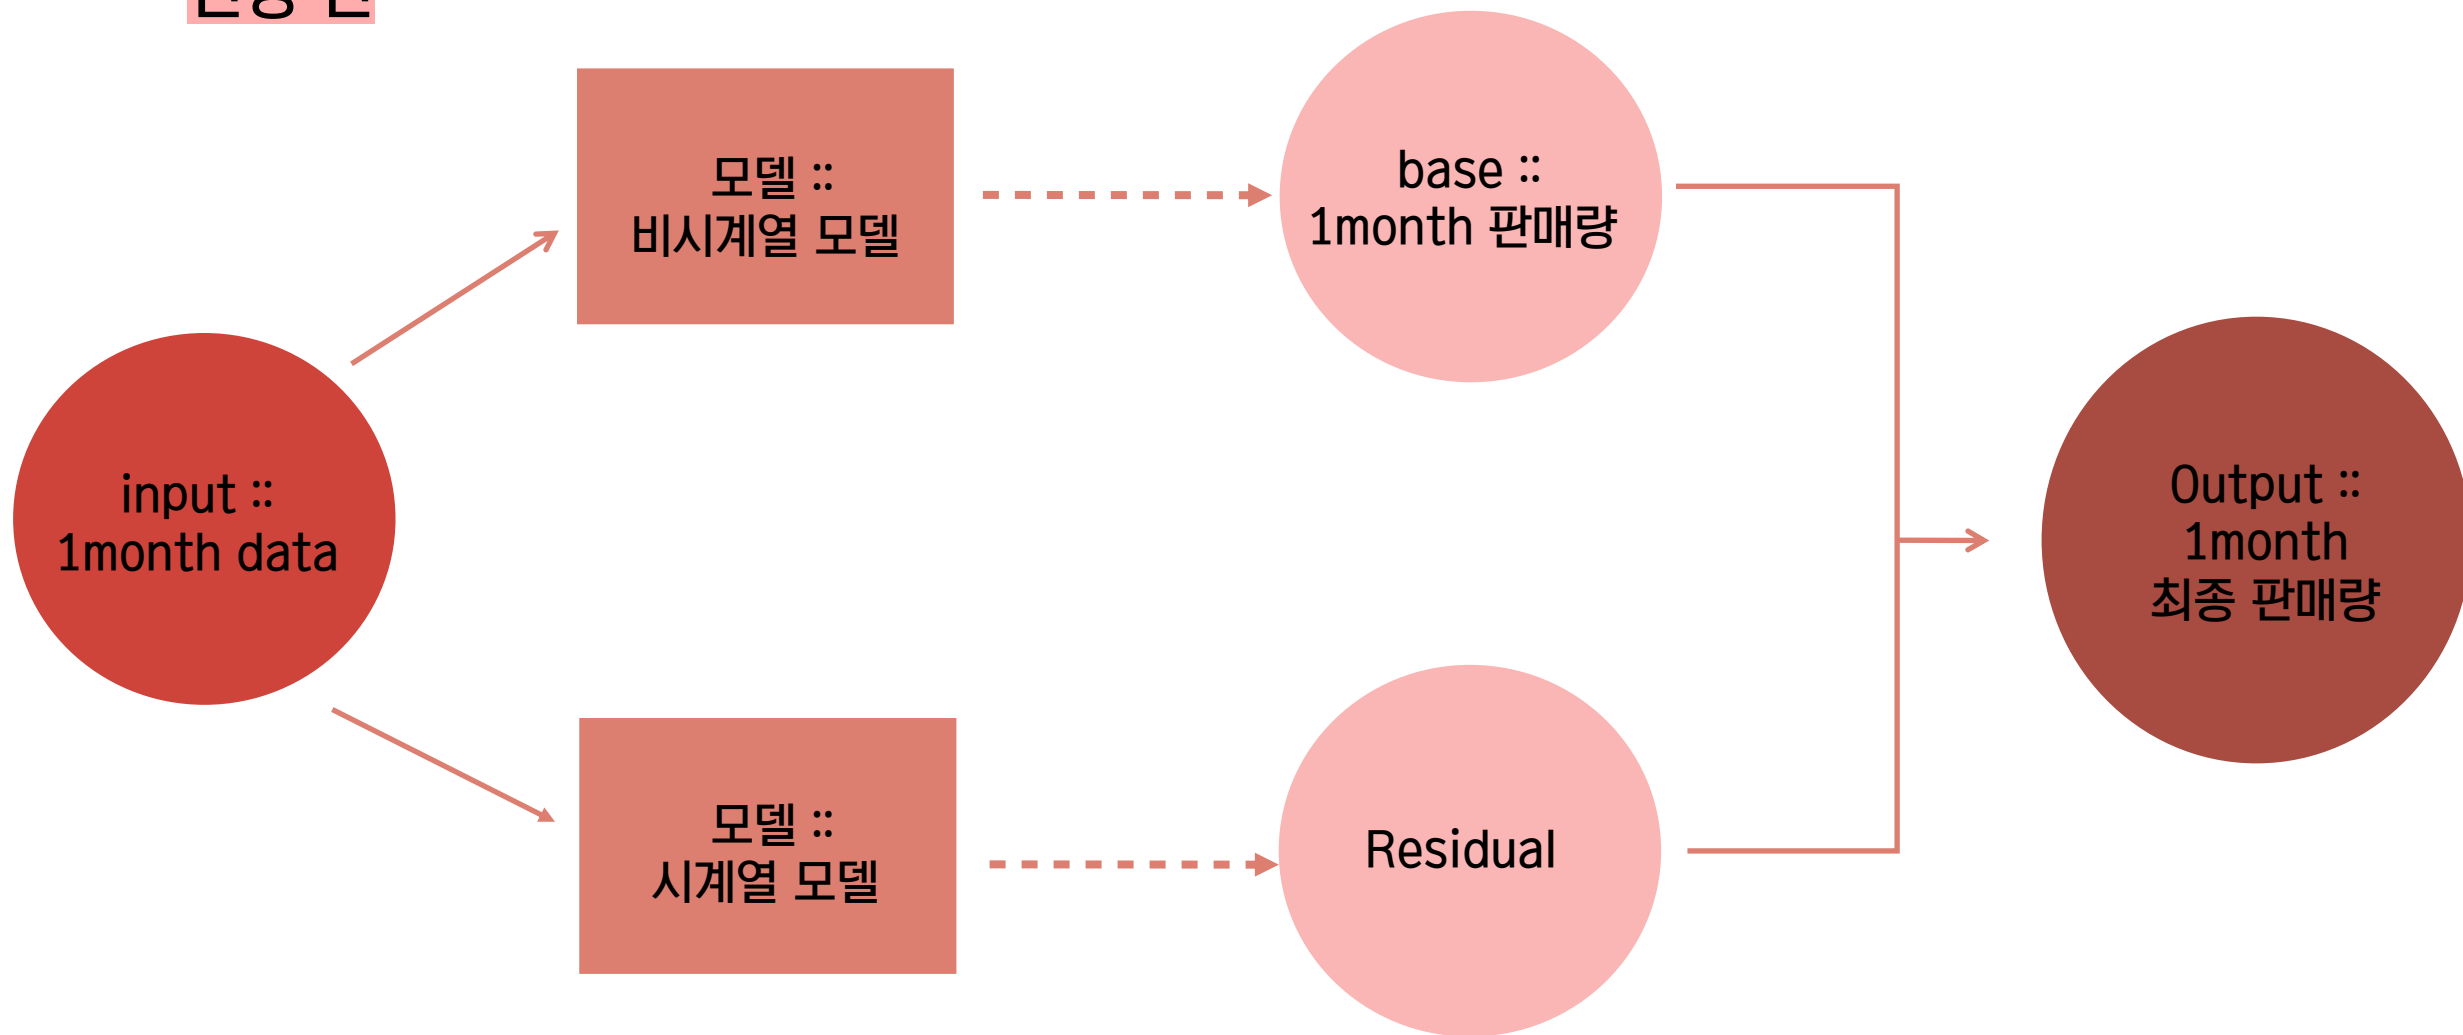 모델 ::
비시계열 모델
base ::
1month 판매량
input ::
1month data
Output ::
1month
최종 판매량
모델 ::
시계열 모델
Residual